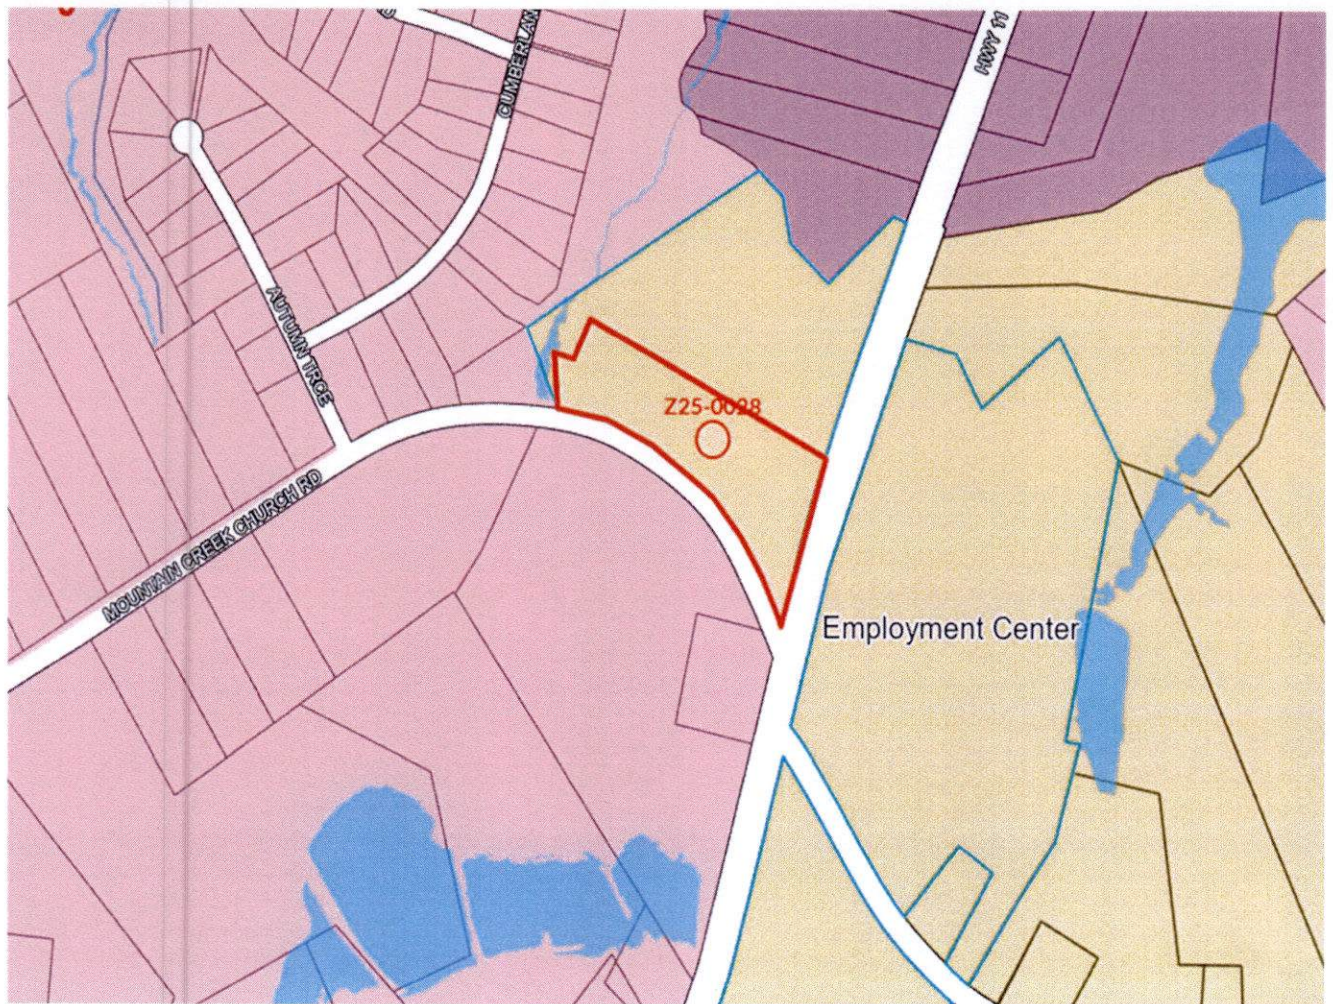 CUMBERLAN
HWY 11
AUTUMN TRCE
Z25-0028
MOUNTAIN CREEK CHURCH RD
Employment Center